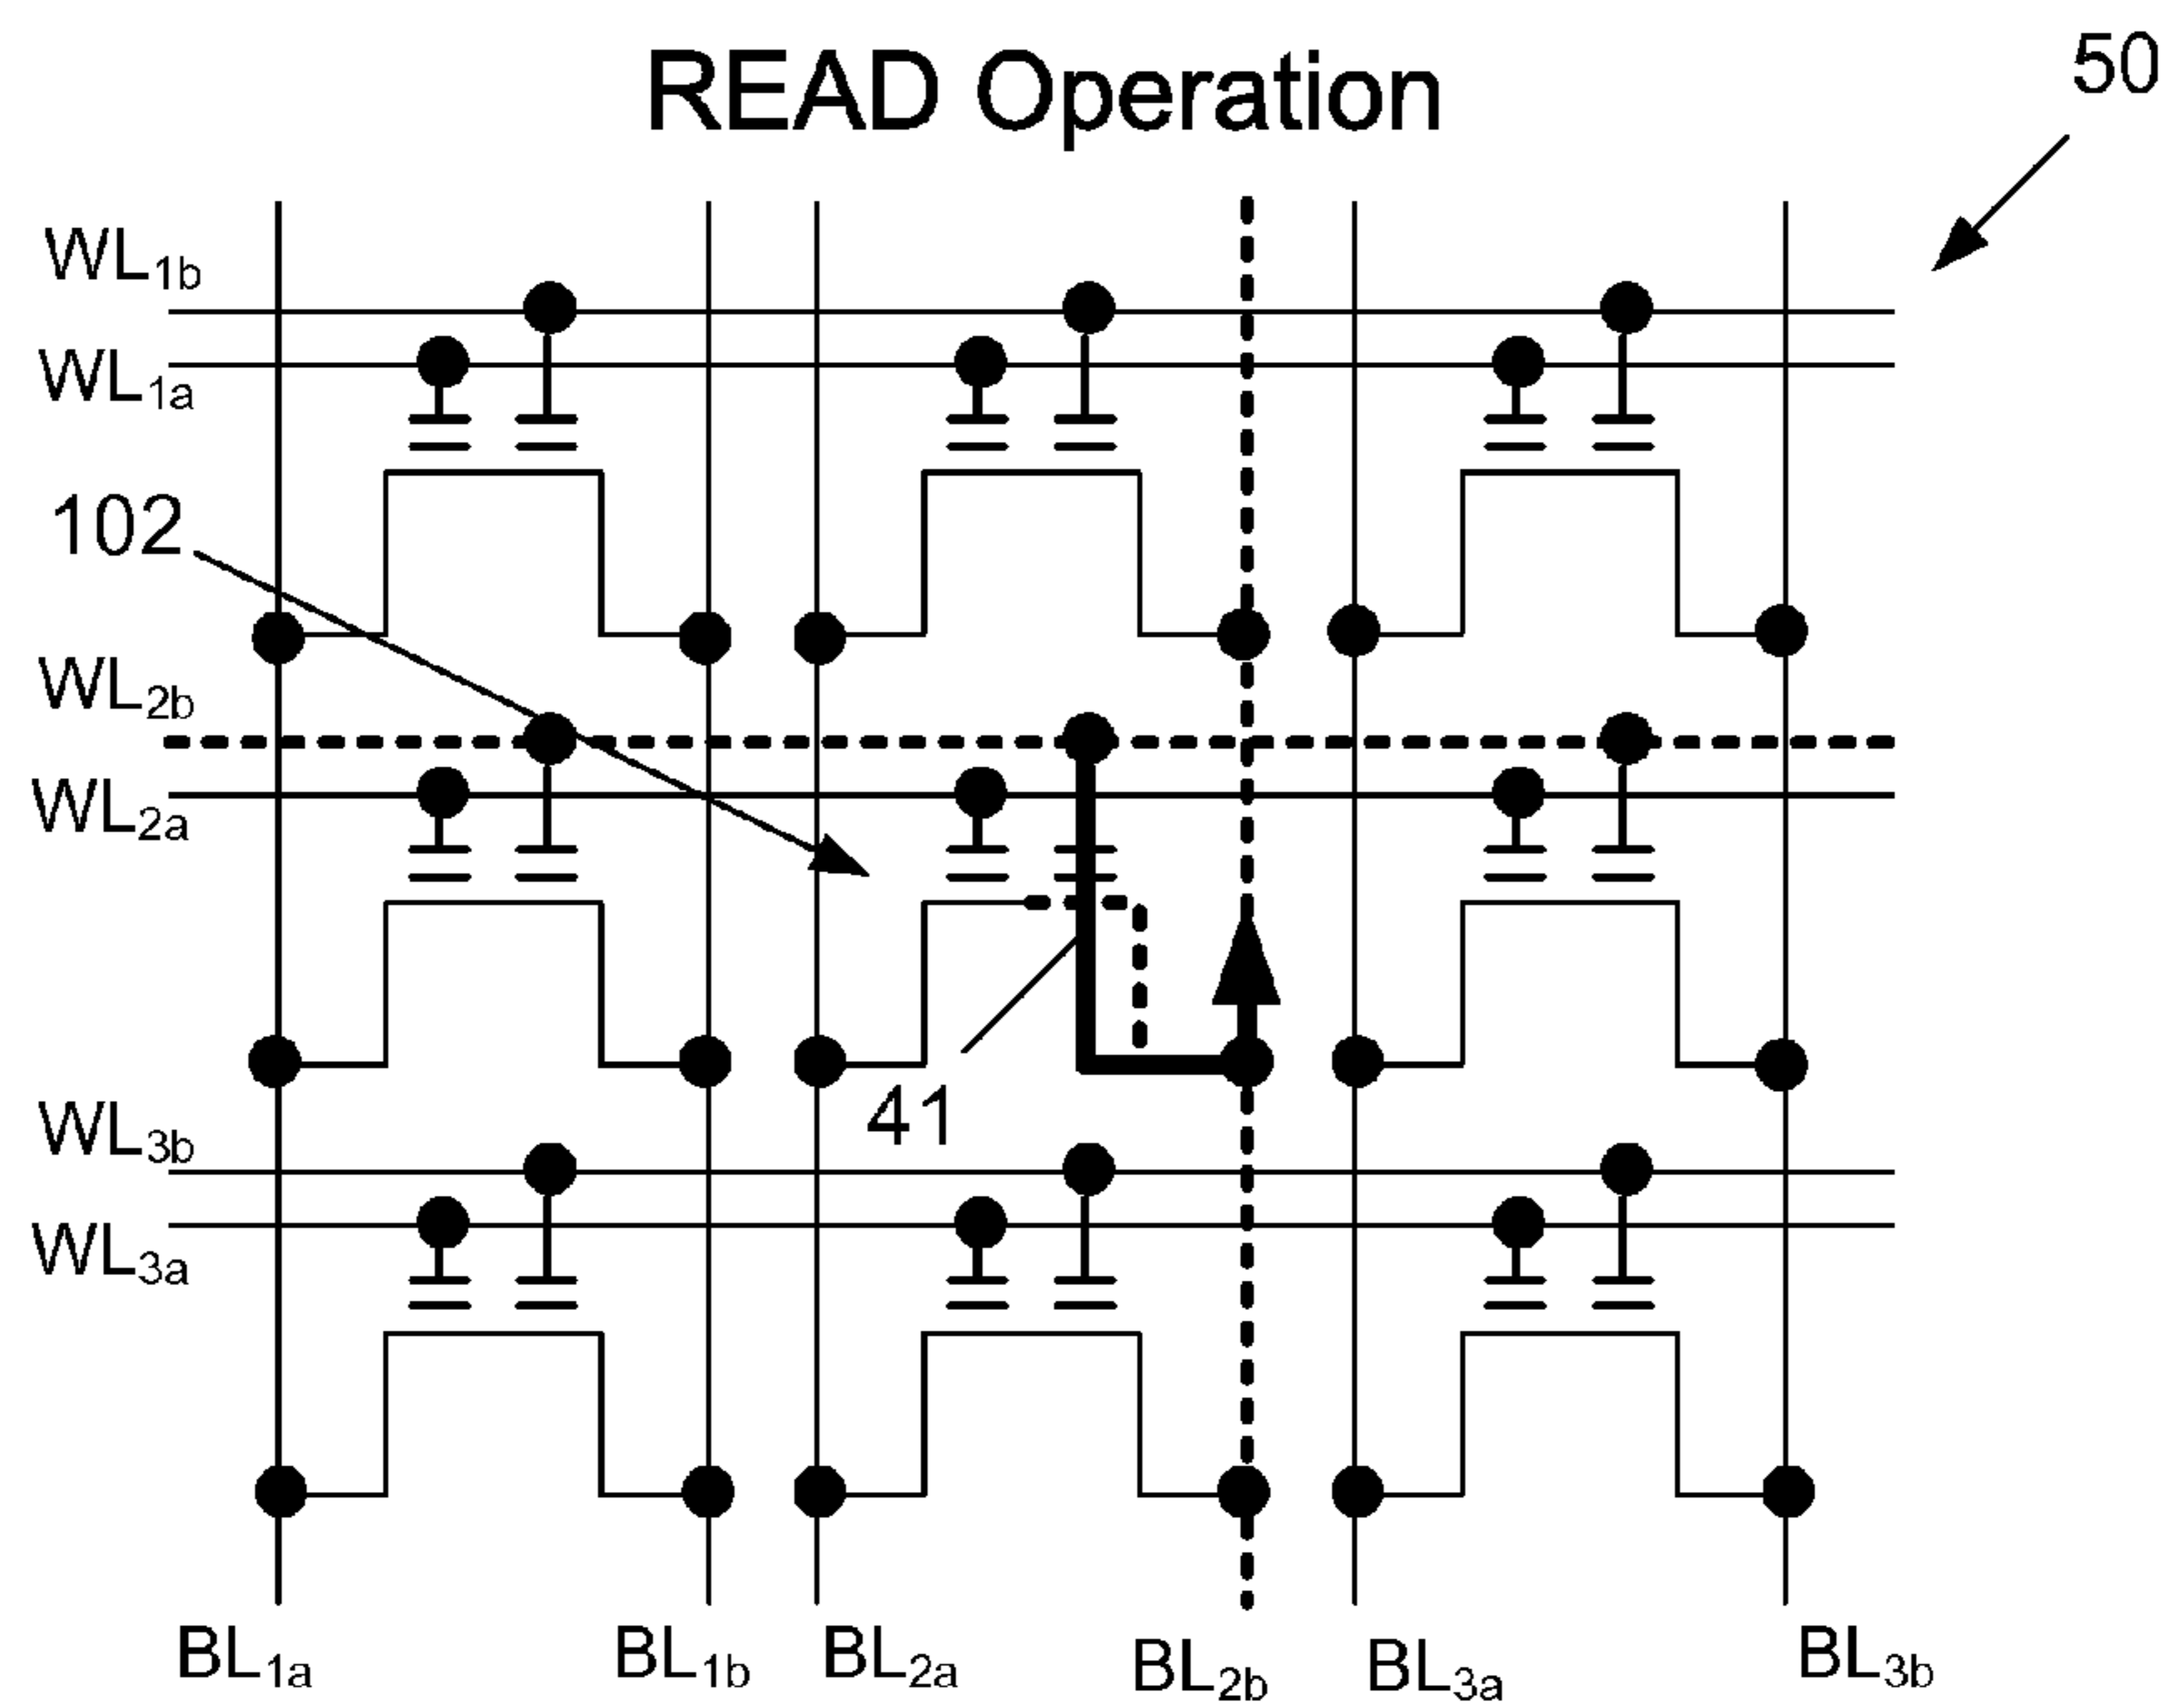 READ Operation
50
WL1b
WL1a
102
WL2b
WL2a
41
WL3b
WL3a
BL1a BL1b BL2a BL2b BL3a BL3b